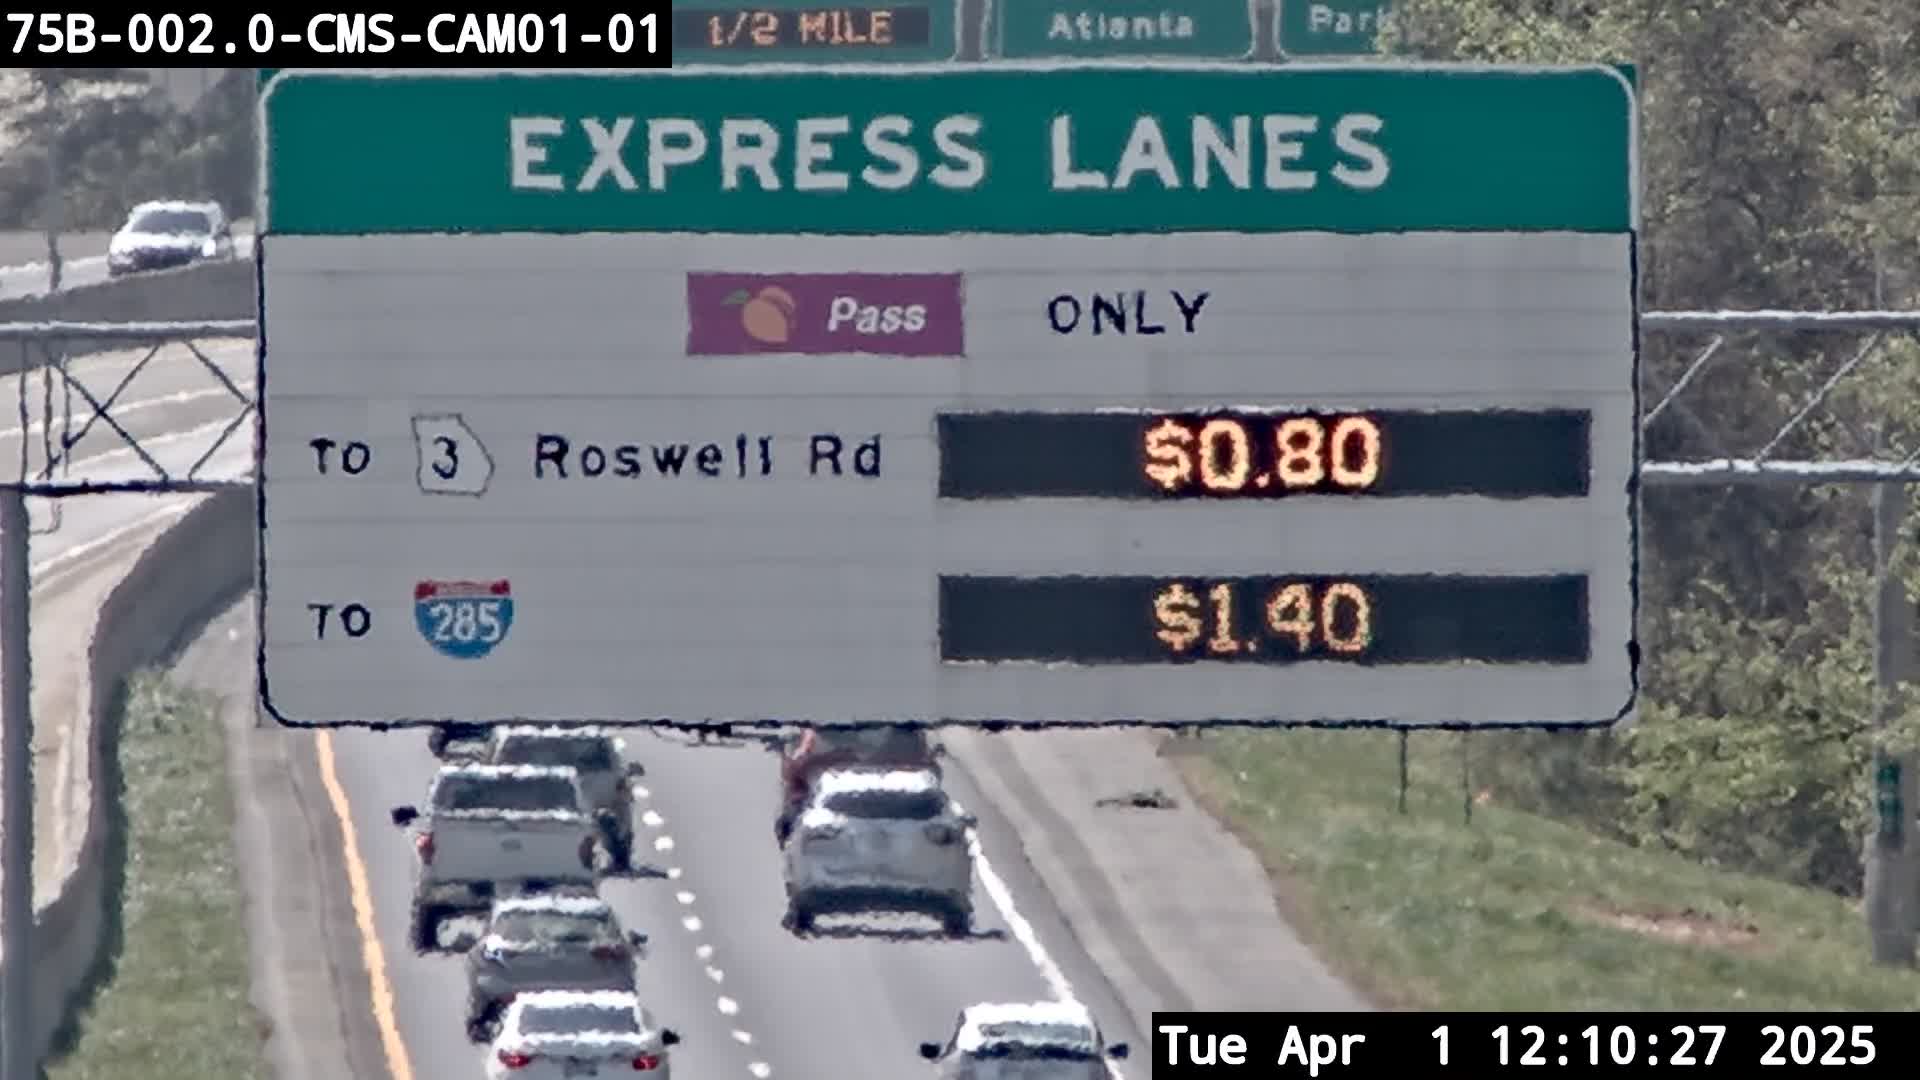 75B-002.0-CMS-CAM01-01
1/2 MILE
Atlanta
EXPRESS LANES
Pass ONLY
TO 3 Roswell Rd $0.80
TO 285 $1.40
Tue Apr 1 12:10:27 2025